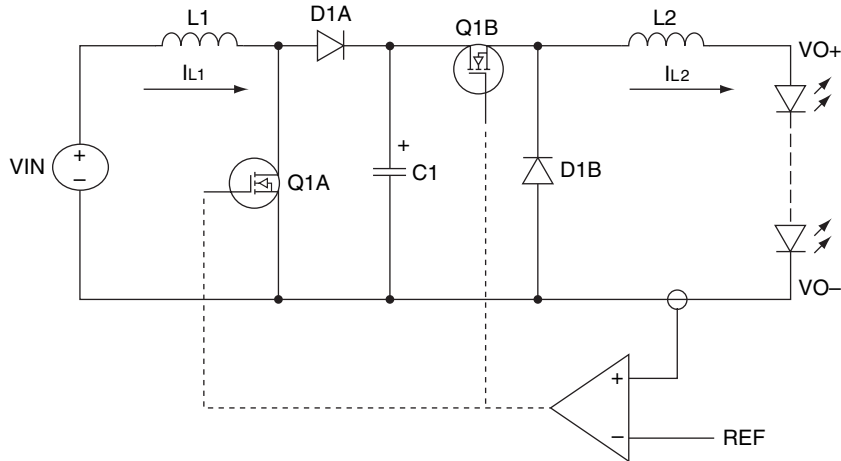 L1
D1A
Q1B
L2
VO+
IL1
IL2
+
VIN
+
−
Q1A
C1
D1B
VO−
+
−
REF